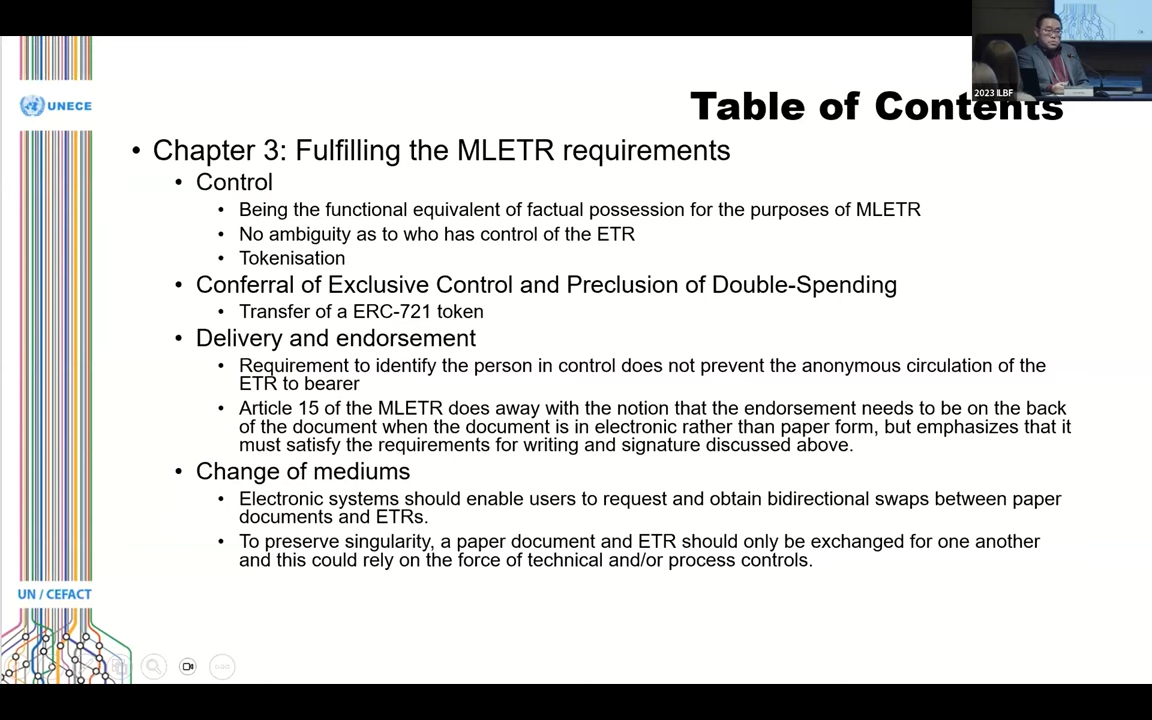 2023 ILBF
UNECE
Table of Contents
• Chapter 3: Fulfilling the MLETR requirements
• Control
• Being the functional equivalent of factual possession for the purposes of MLETR
• No ambiguity as to who has control of the ETR
• Tokenisation
• Conferral of Exclusive Control and Preclusion of Double-Spending
• Transfer of a ERC-721 token
• Delivery and endorsement
• Requirement to identify the person in control does not prevent the anonymous circulation of the
ETR to bearer
• Article 15 of the MLETR does away with the notion that the endorsement needs to be on the back
of the document when the document is in electronic rather than paper form, but emphasizes that it
must satisfy the requirements for writing and signature discussed above.
• Change of mediums
• Electronic systems should enable users to request and obtain bidirectional swaps between paper
documents and ETRs.
• To preserve singularity, a paper document and ETR should only be exchanged for one another
and this could rely on the force of technical and/or process controls.
UN / CEFACT